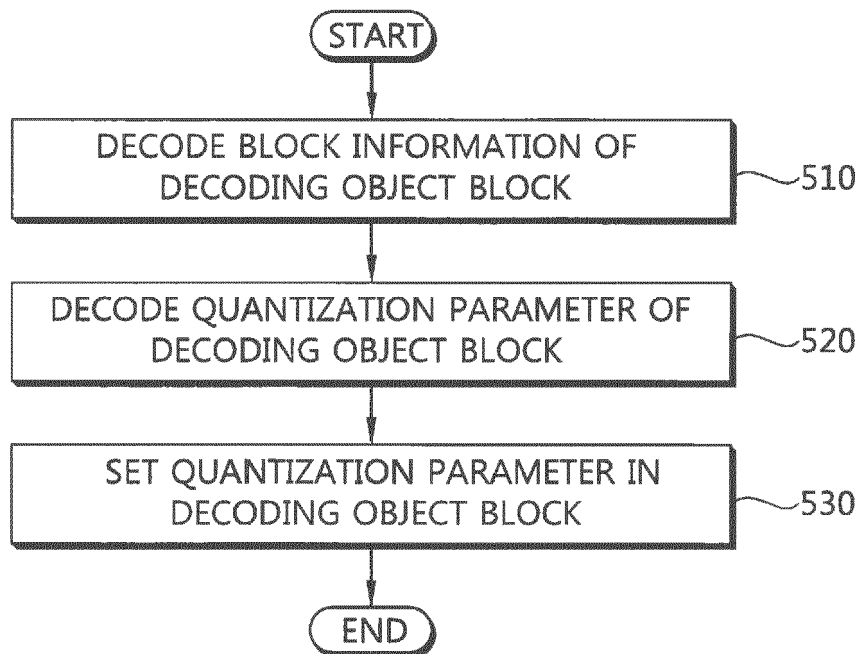 START
DECODE BLOCK INFORMATION OF
DECODING OBJECT BLOCK
510
DECODE QUANTIZATION PARAMETER OF
DECODING OBJECT BLOCK
520
SET QUANTIZATION PARAMETER IN
DECODING OBJECT BLOCK
530
END